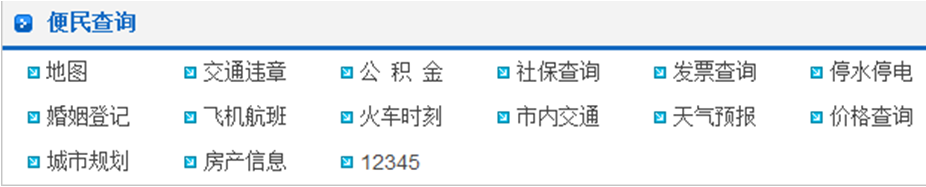 便民查询
地图 交通违章 公 积 金 社保查询 发票查询 停水停电
婚姻登记 飞机航班 火车时刻 市内交通 天气预报 价格查询
城市规划 房产信息 12345